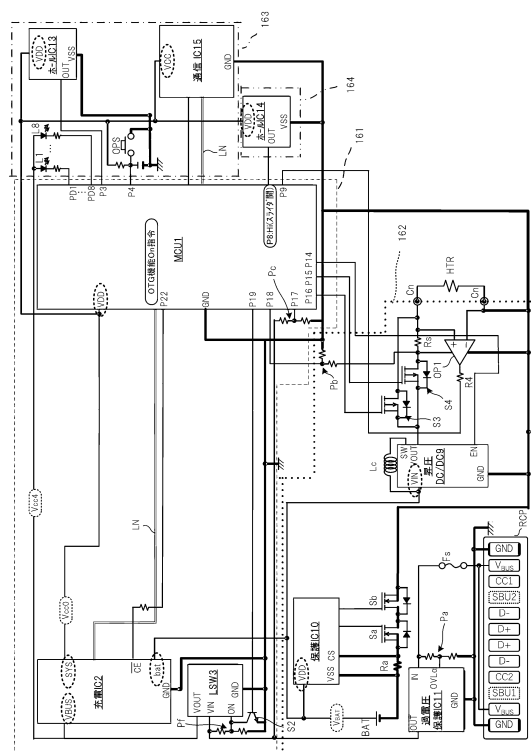 163
ホールIC13
VDD
VSS
OUT
通信IC15
VCC
GND
164
ホールIC14
VDD
VSS
OUT
161
L8
L1
OPS
LN
PD1
PD8
P3
P4
P8:Hi(スライダ開)
P9
MCU1
OTG機能On指令
VDD
P22
GND
P19
P18
P17
P16
P15
P14
Pc
Pb
162
HTR
Cn
Cn
Rs
OP1
R4
S4
S3
Lc
SW
VIN
OUT
昇圧
DC/DC9
EN
GND
Vcc4
Vcc0
LN
VBUS
SYS
充電IC2
CE
bat
GND
VOUT
VIN
LSW3
ON
GND
Pf
S2
保護IC10
VDD
VSS
CS
VBAT
BAT
Ra
Sa
Sb
過電圧
保護IC11
OUT
IN
OVLo
GND
Pa
Fs
RCP
GND
VBUS
CC1
SBU2
D-
D+
D+
D-
CC2
SBU1
VBUS
GND